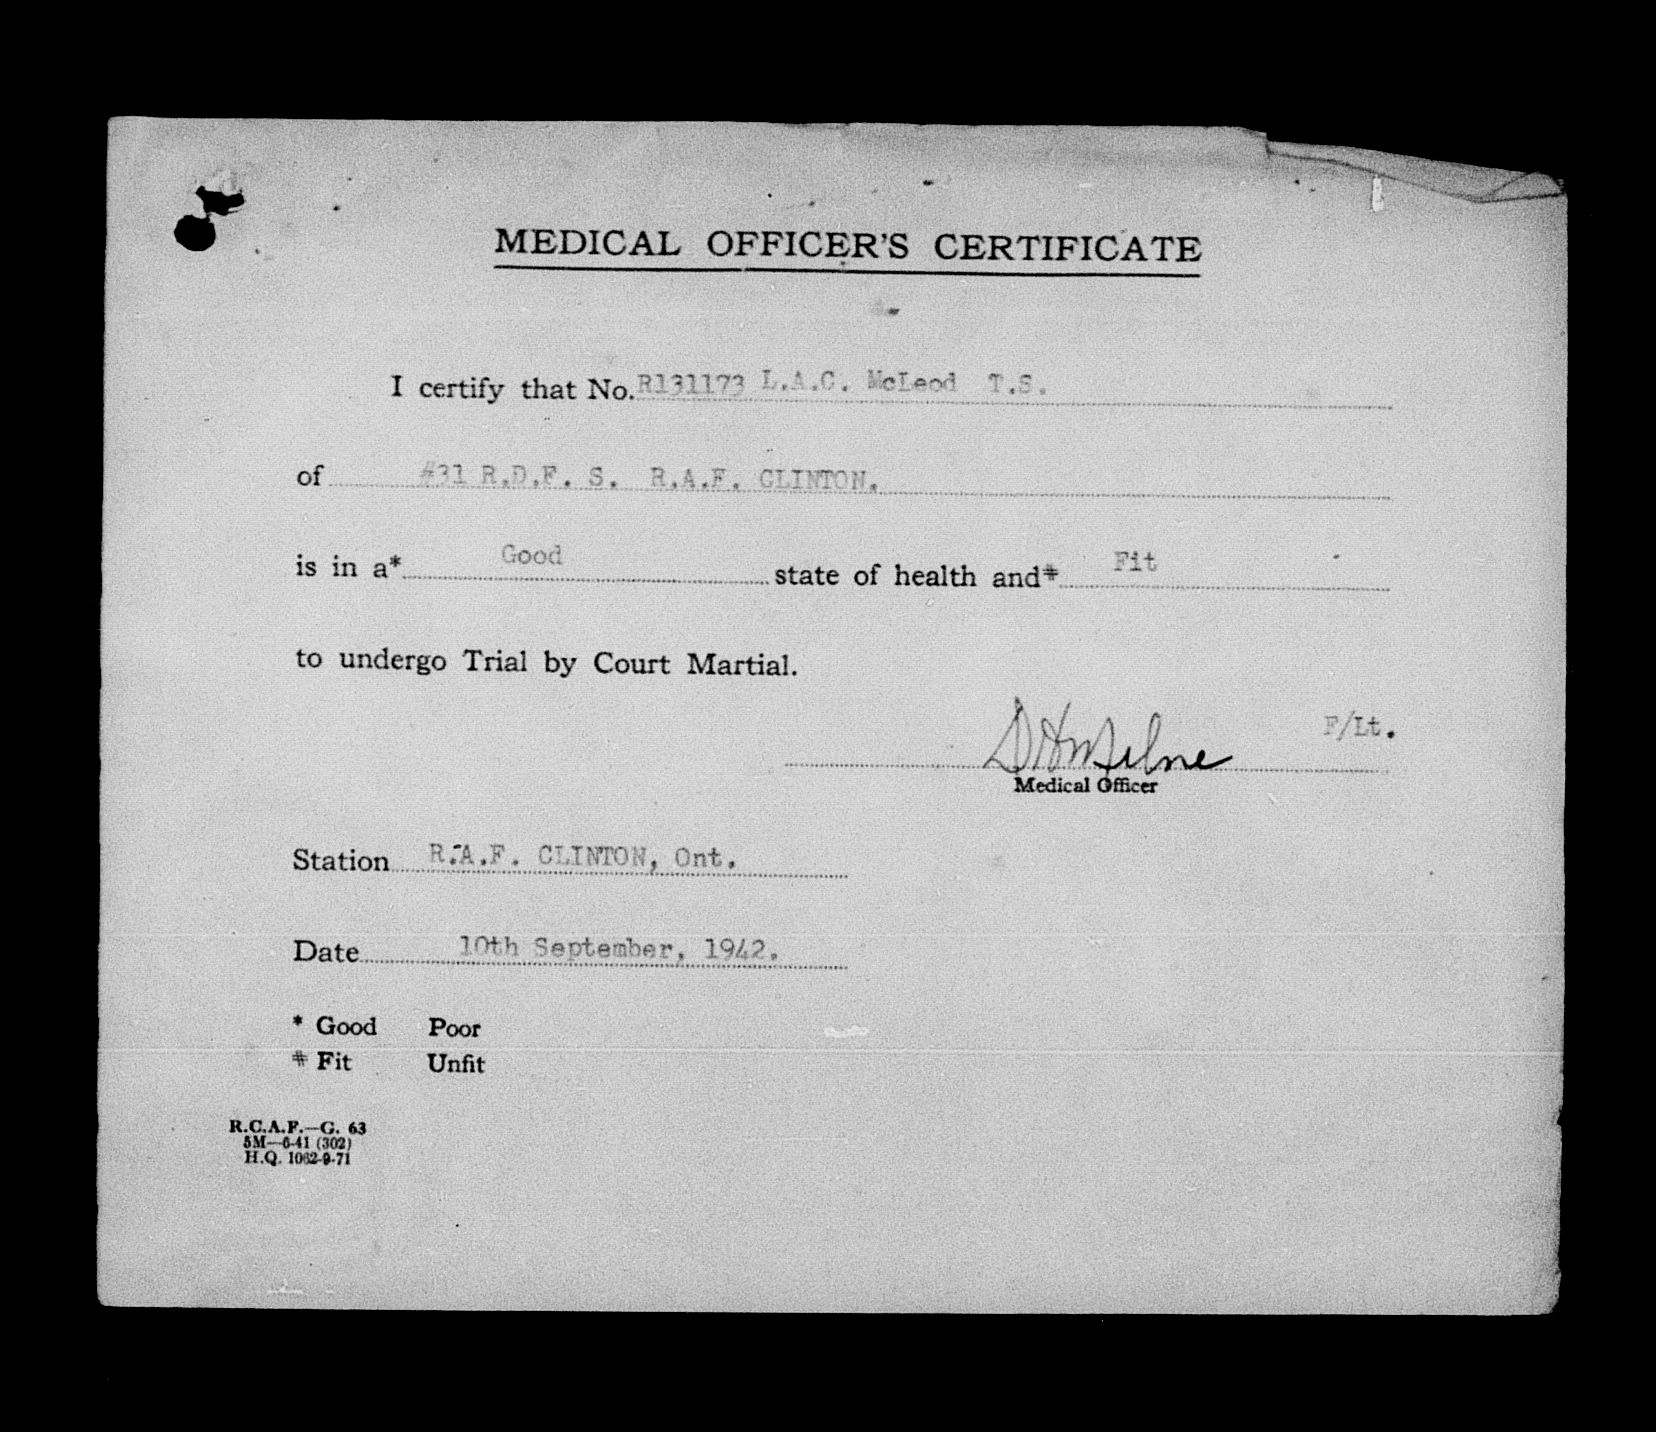 MEDICAL OFFICER'S CERTIFICATE
I certify that No. R131173 L.A.C. McLeod T.S.
of #31 R.D.F. S. R.A.F. CLINTON.
is in a* Good state of health and# Fit
to undergo Trial by Court Martial.
D H Milne F/Lt.
Medical Officer
Station R.A.F. CLINTON, Ont.
Date 10th September, 1942.
* Good Poor
# Fit Unfit
R.C.A.F.—G. 63
5M—6-41 (302)
H.Q. 1062-9-71